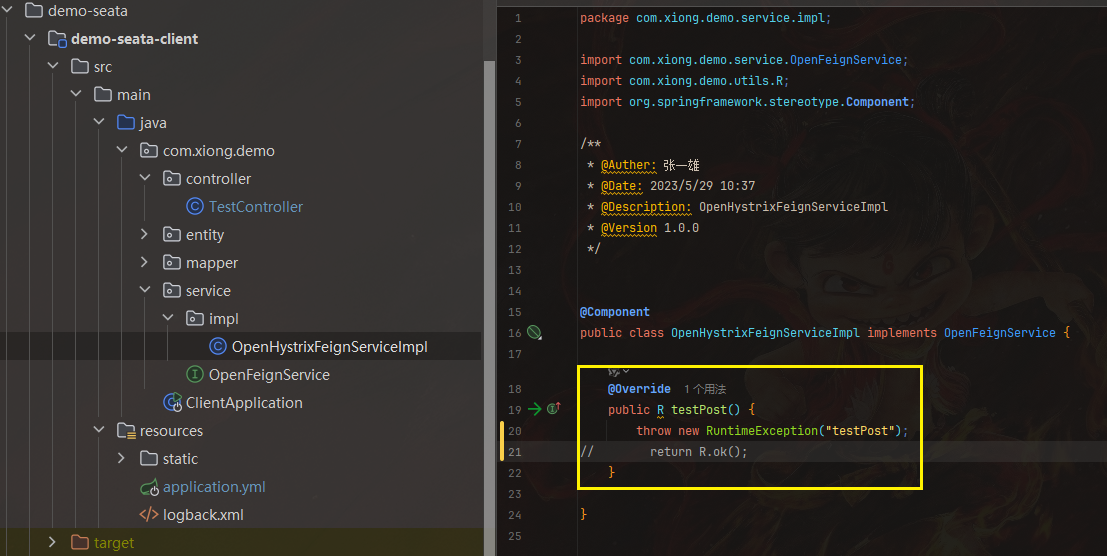 demo-seata
demo-seata-client
src
main
java
com.xiong.demo
controller
TestController
entity
mapper
service
impl
OpenHystrixFeignServiceImpl
OpenFeignService
ClientApplication
resources
static
application.yml
logback.xml
target
1 package com.xiong.demo.service.impl;
2
3 import com.xiong.demo.service.OpenFeignService;
4 import com.xiong.demo.utils.R;
5 import org.springframework.stereotype.Component;
6
7 /**
8 * @Auther: 张一雄
9 * @Date: 2023/5/29 10:37
10 * @Description: OpenHystrixFeignServiceImpl
11 * @Version 1.0.0
12 */
13
14
15 @Component
16 public class OpenHystrixFeignServiceImpl implements OpenFeignService {
17
18 @Override 1 个用法
19 public R testPost() {
20 throw new RuntimeException("testPost");
21 // return R.ok();
22 }
23
24 }
25